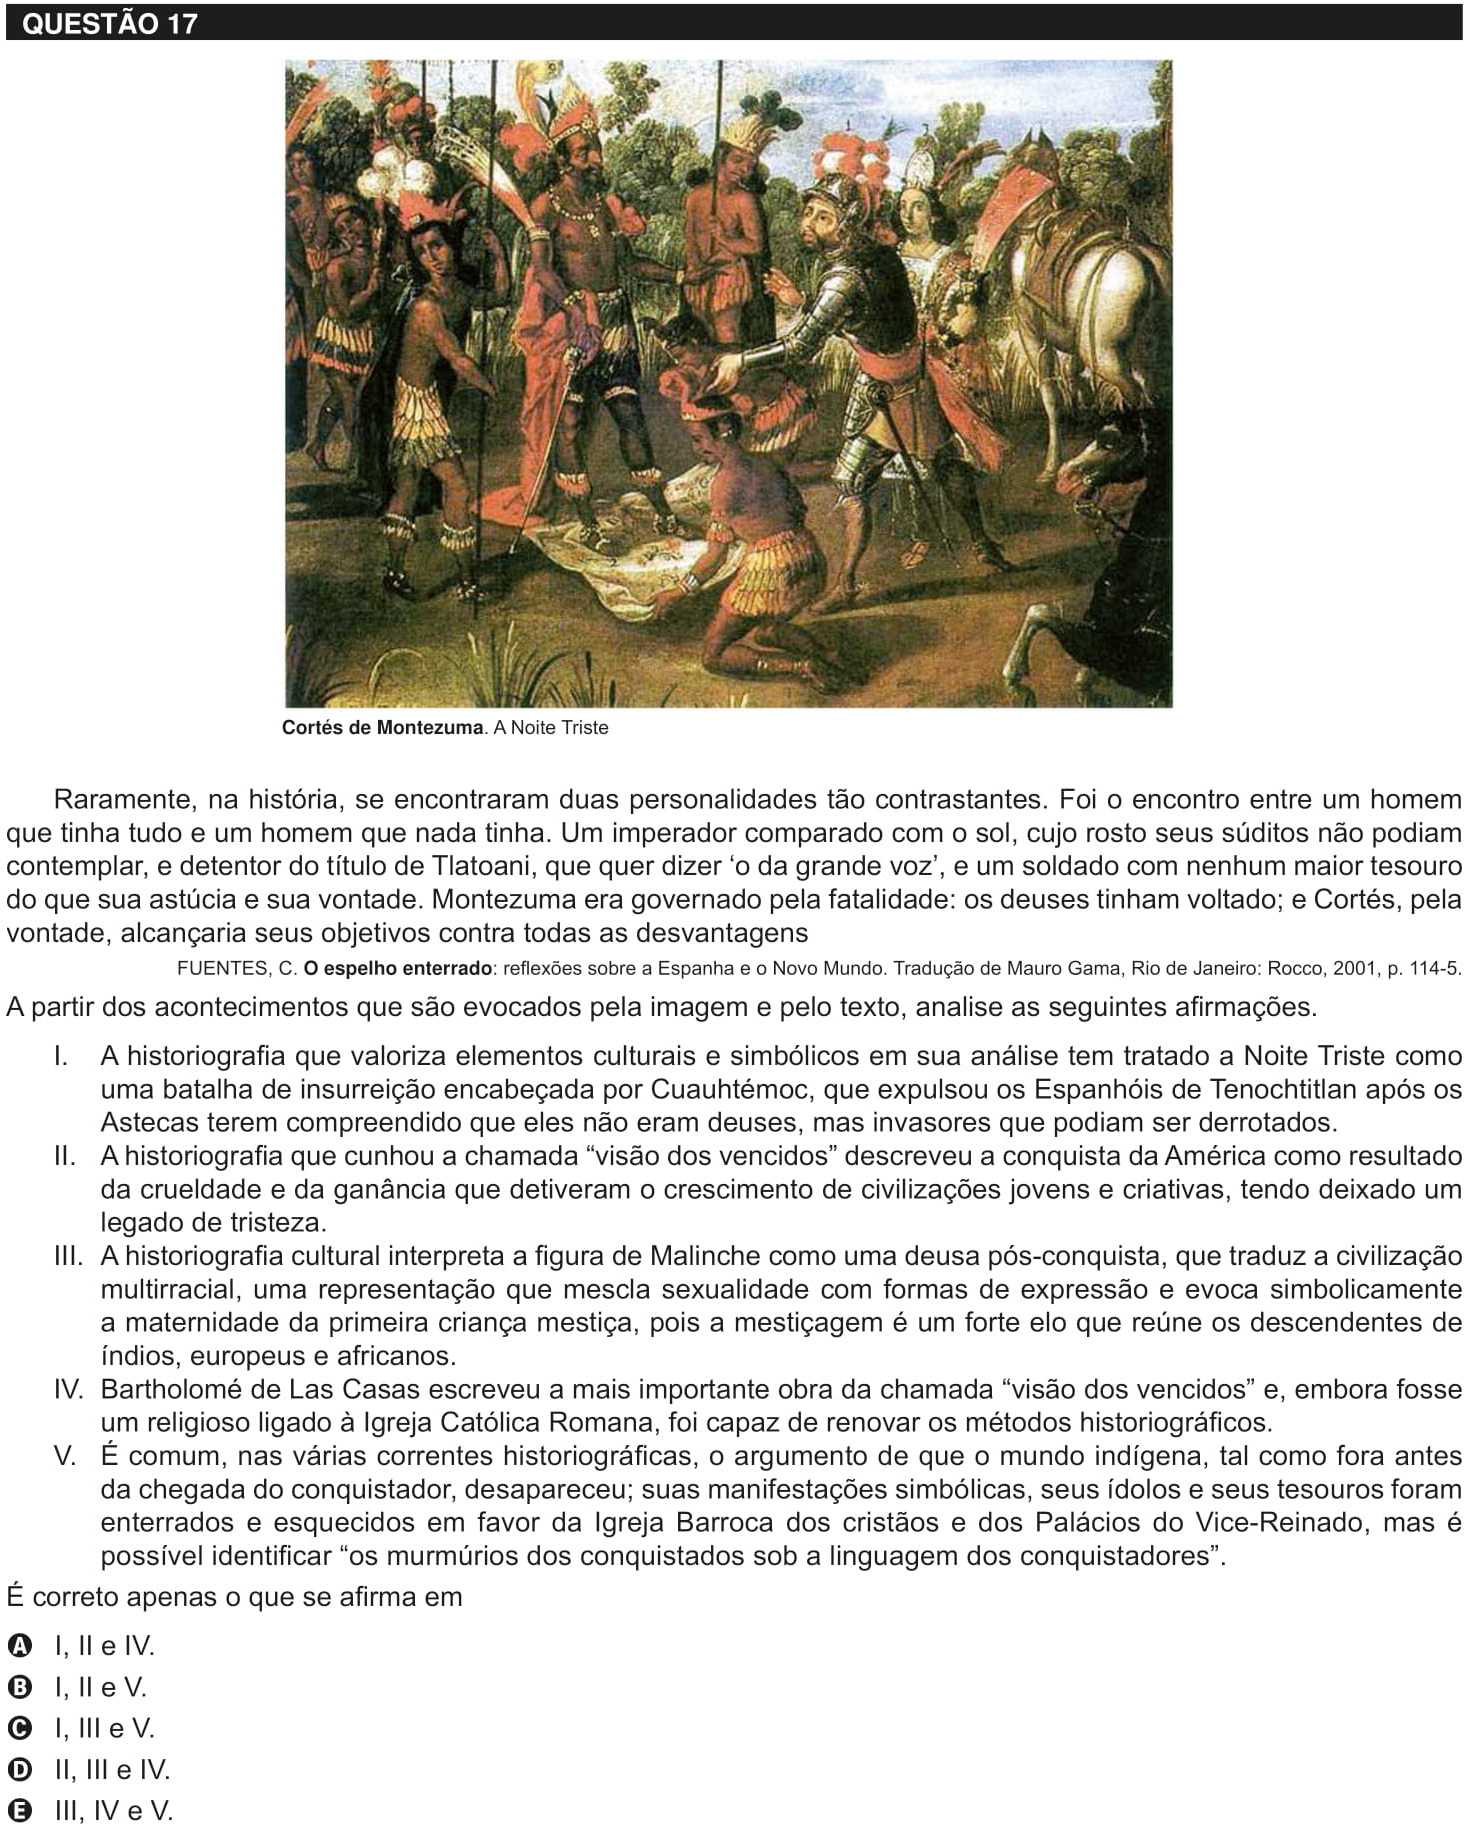 QUESTÃO 17
Cortés de Montezuma. A Noite Triste
Raramente, na história, se encontraram duas personalidades tão contrastantes. Foi o encontro entre um homem
que tinha tudo e um homem que nada tinha. Um imperador comparado com o sol, cujo rosto seus súditos não podiam
contemplar, e detentor do título de Tlatoani, que quer dizer ‘o da grande voz’, e um soldado com nenhum maior tesouro
do que sua astúcia e sua vontade. Montezuma era governado pela fatalidade: os deuses tinham voltado; e Cortés, pela
vontade, alcançaria seus objetivos contra todas as desvantagens
FUENTES, C. O espelho enterrado: reflexões sobre a Espanha e o Novo Mundo. Tradução de Mauro Gama, Rio de Janeiro: Rocco, 2001, p. 114-5.
A partir dos acontecimentos que são evocados pela imagem e pelo texto, analise as seguintes afirmações.
I. A historiografia que valoriza elementos culturais e simbólicos em sua análise tem tratado a Noite Triste como
uma batalha de insurreição encabeçada por Cuauhtémoc, que expulsou os Espanhóis de Tenochtitlan após os
Astecas terem compreendido que eles não eram deuses, mas invasores que podiam ser derrotados.
II. A historiografia que cunhou a chamada “visão dos vencidos” descreveu a conquista da América como resultado
da crueldade e da ganância que detiveram o crescimento de civilizações jovens e criativas, tendo deixado um
legado de tristeza.
III. A historiografia cultural interpreta a figura de Malinche como uma deusa pós-conquista, que traduz a civilização
multirracial, uma representação que mescla sexualidade com formas de expressão e evoca simbolicamente
a maternidade da primeira criança mestiça, pois a mestiçagem é um forte elo que reúne os descendentes de
índios, europeus e africanos.
IV. Bartholomé de Las Casas escreveu a mais importante obra da chamada “visão dos vencidos” e, embora fosse
um religioso ligado à Igreja Católica Romana, foi capaz de renovar os métodos historiográficos.
V. É comum, nas várias correntes historiográficas, o argumento de que o mundo indígena, tal como fora antes
da chegada do conquistador, desapareceu; suas manifestações simbólicas, seus ídolos e seus tesouros foram
enterrados e esquecidos em favor da Igreja Barroca dos cristãos e dos Palácios do Vice-Reinado, mas é
possível identificar “os murmúrios dos conquistados sob a linguagem dos conquistadores”.
É correto apenas o que se afirma em
A I, II e IV.
B I, II e V.
C I, III e V.
D II, III e IV.
E III, IV e V.